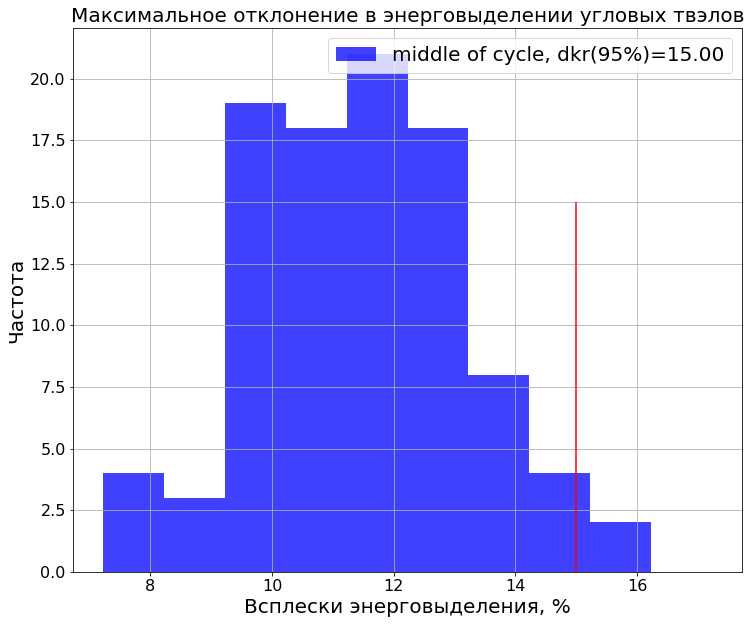 Максимальное отклонение в энерговыделении угловых твэлов
middle of cycle, dkr(95%)=15.00
20.0
17.5
15.0
12.5
10.0
7.5
5.0
2.5
0.0
Частота
8 10 12 14 16
Всплески энерговыделения, %